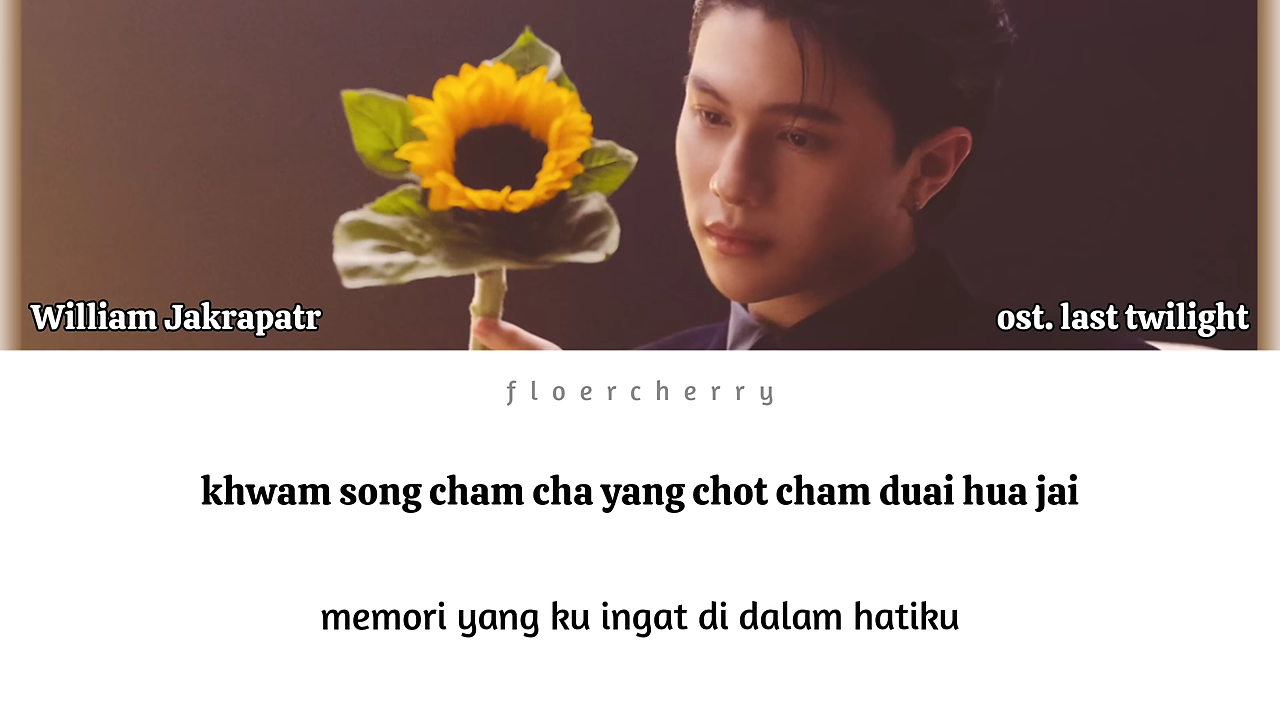 William Jakrapatr
ost. last twilight
floercherry
khwam song cham cha yang chot cham duai hua jai
memori yang ku ingat di dalam hatiku